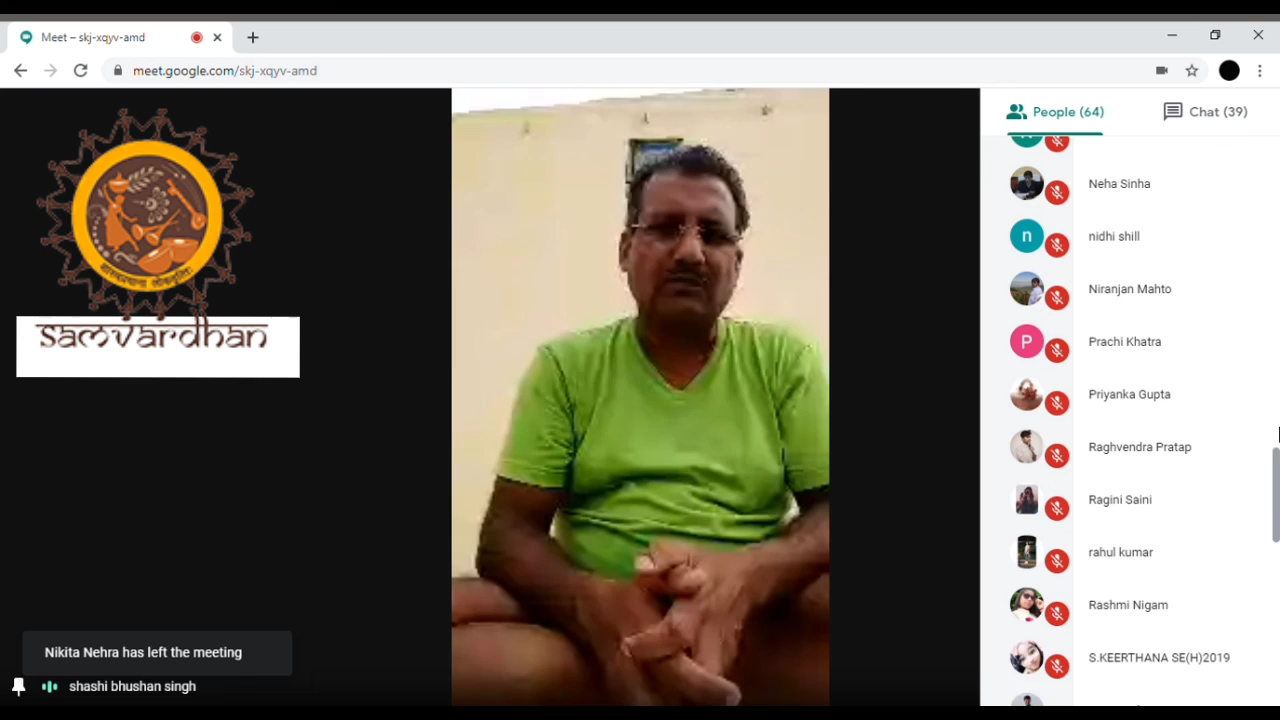 Meet – skj-xqyv-amd
meet.google.com/skj-xqyv-amd
People (64)
Chat (39)
samvardhan
Neha Sinha
n
nidhi shill
Niranjan Mahto
P
Prachi Khatra
Priyanka Gupta
Raghvendra Pratap
Ragini Saini
rahul kumar
Rashmi Nigam
S.KEERTHANA SE(H)2019
Nikita Nehra has left the meeting
shashi bhushan singh